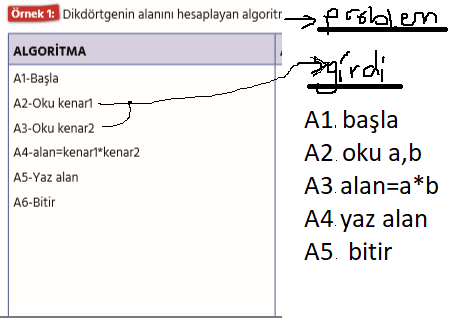 Örnek 1: Dikdörtgenin alanını hesaplayan algoritm
problem
ALGORİTMA
A1-Başla
A2-Oku kenar1
A3-Oku kenar2
A4-alan=kenar1*kenar2
A5-Yaz alan
A6-Bitir
girdi
A1. başla
A2. oku a,b
A3. alan=a*b
A4. yaz alan
A5. bitir